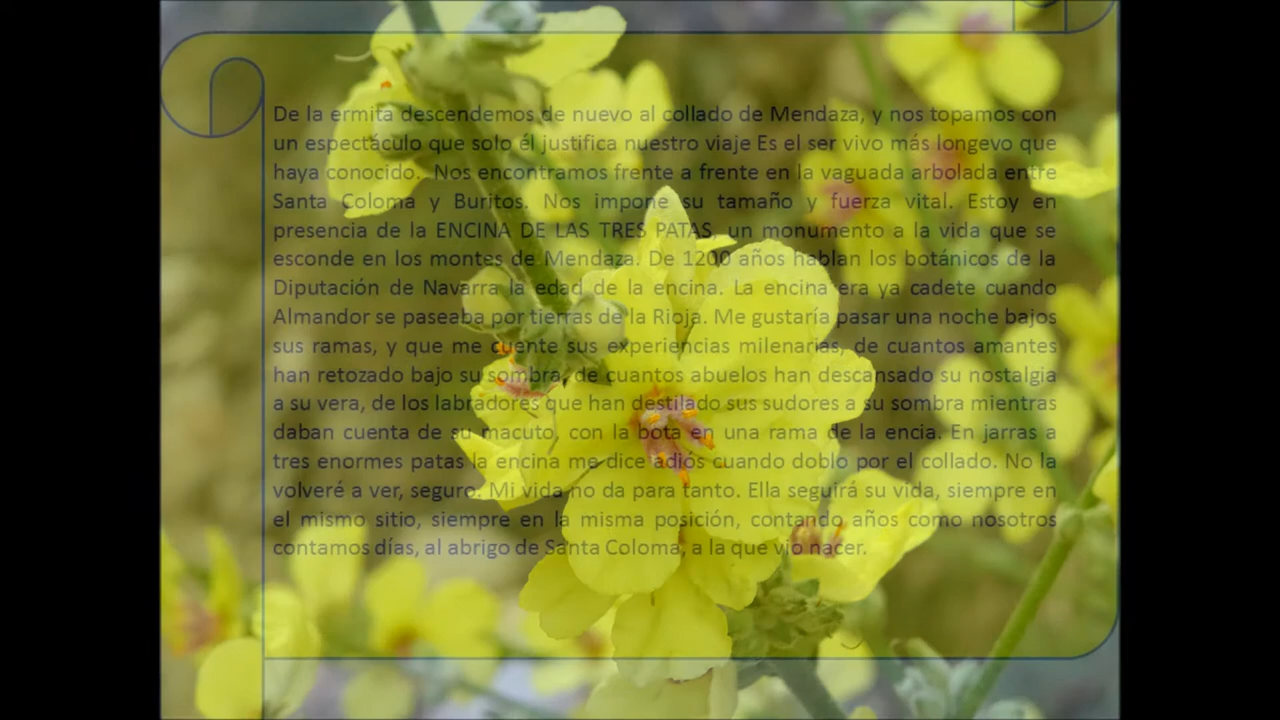 De la ermita descendemos de nuevo al collado de Mendaza, y nos topamos con
un espectáculo que solo él justifica nuestro viaje Es el ser vivo más longevo que
haya conocido. Nos encontramos frente a frente en la vaguada arbolada entre
Santa Coloma y Buritos. Nos impone su tamaño y fuerza vital. Estoy en
presencia de la ENCINA DE LAS TRES PATAS, un monumento a la vida que se
esconde en los montes de Mendaza. De 1200 años hablan los botánicos de la
Diputación de Navarra la edad de la encina. La encina era ya cadete cuando
Almandor se paseaba por tierras de la Rioja. Me gustaría pasar una noche bajos
sus ramas, y que me cuente sus experiencias milenarias, de cuantos amantes
han retozado bajo su sombra, de cuantos abuelos han descansado su nostalgia
a su vera, de los labradores que han destilado sus sudores a su sombra mientras
daban cuenta de su macuto, con la bota en una rama de la encia. En jarras a
tres enormes patas la encina me dice adios cuando doblo por el collado. No la
volveré a ver, seguro. Mi vida no da para tanto. Ella seguirá su vida, siempre en
el mismo sitio, siempre en la misma posición, contando años como nosotros
contamos días, al abrigo de Santa Coloma, a la que vio nacer.